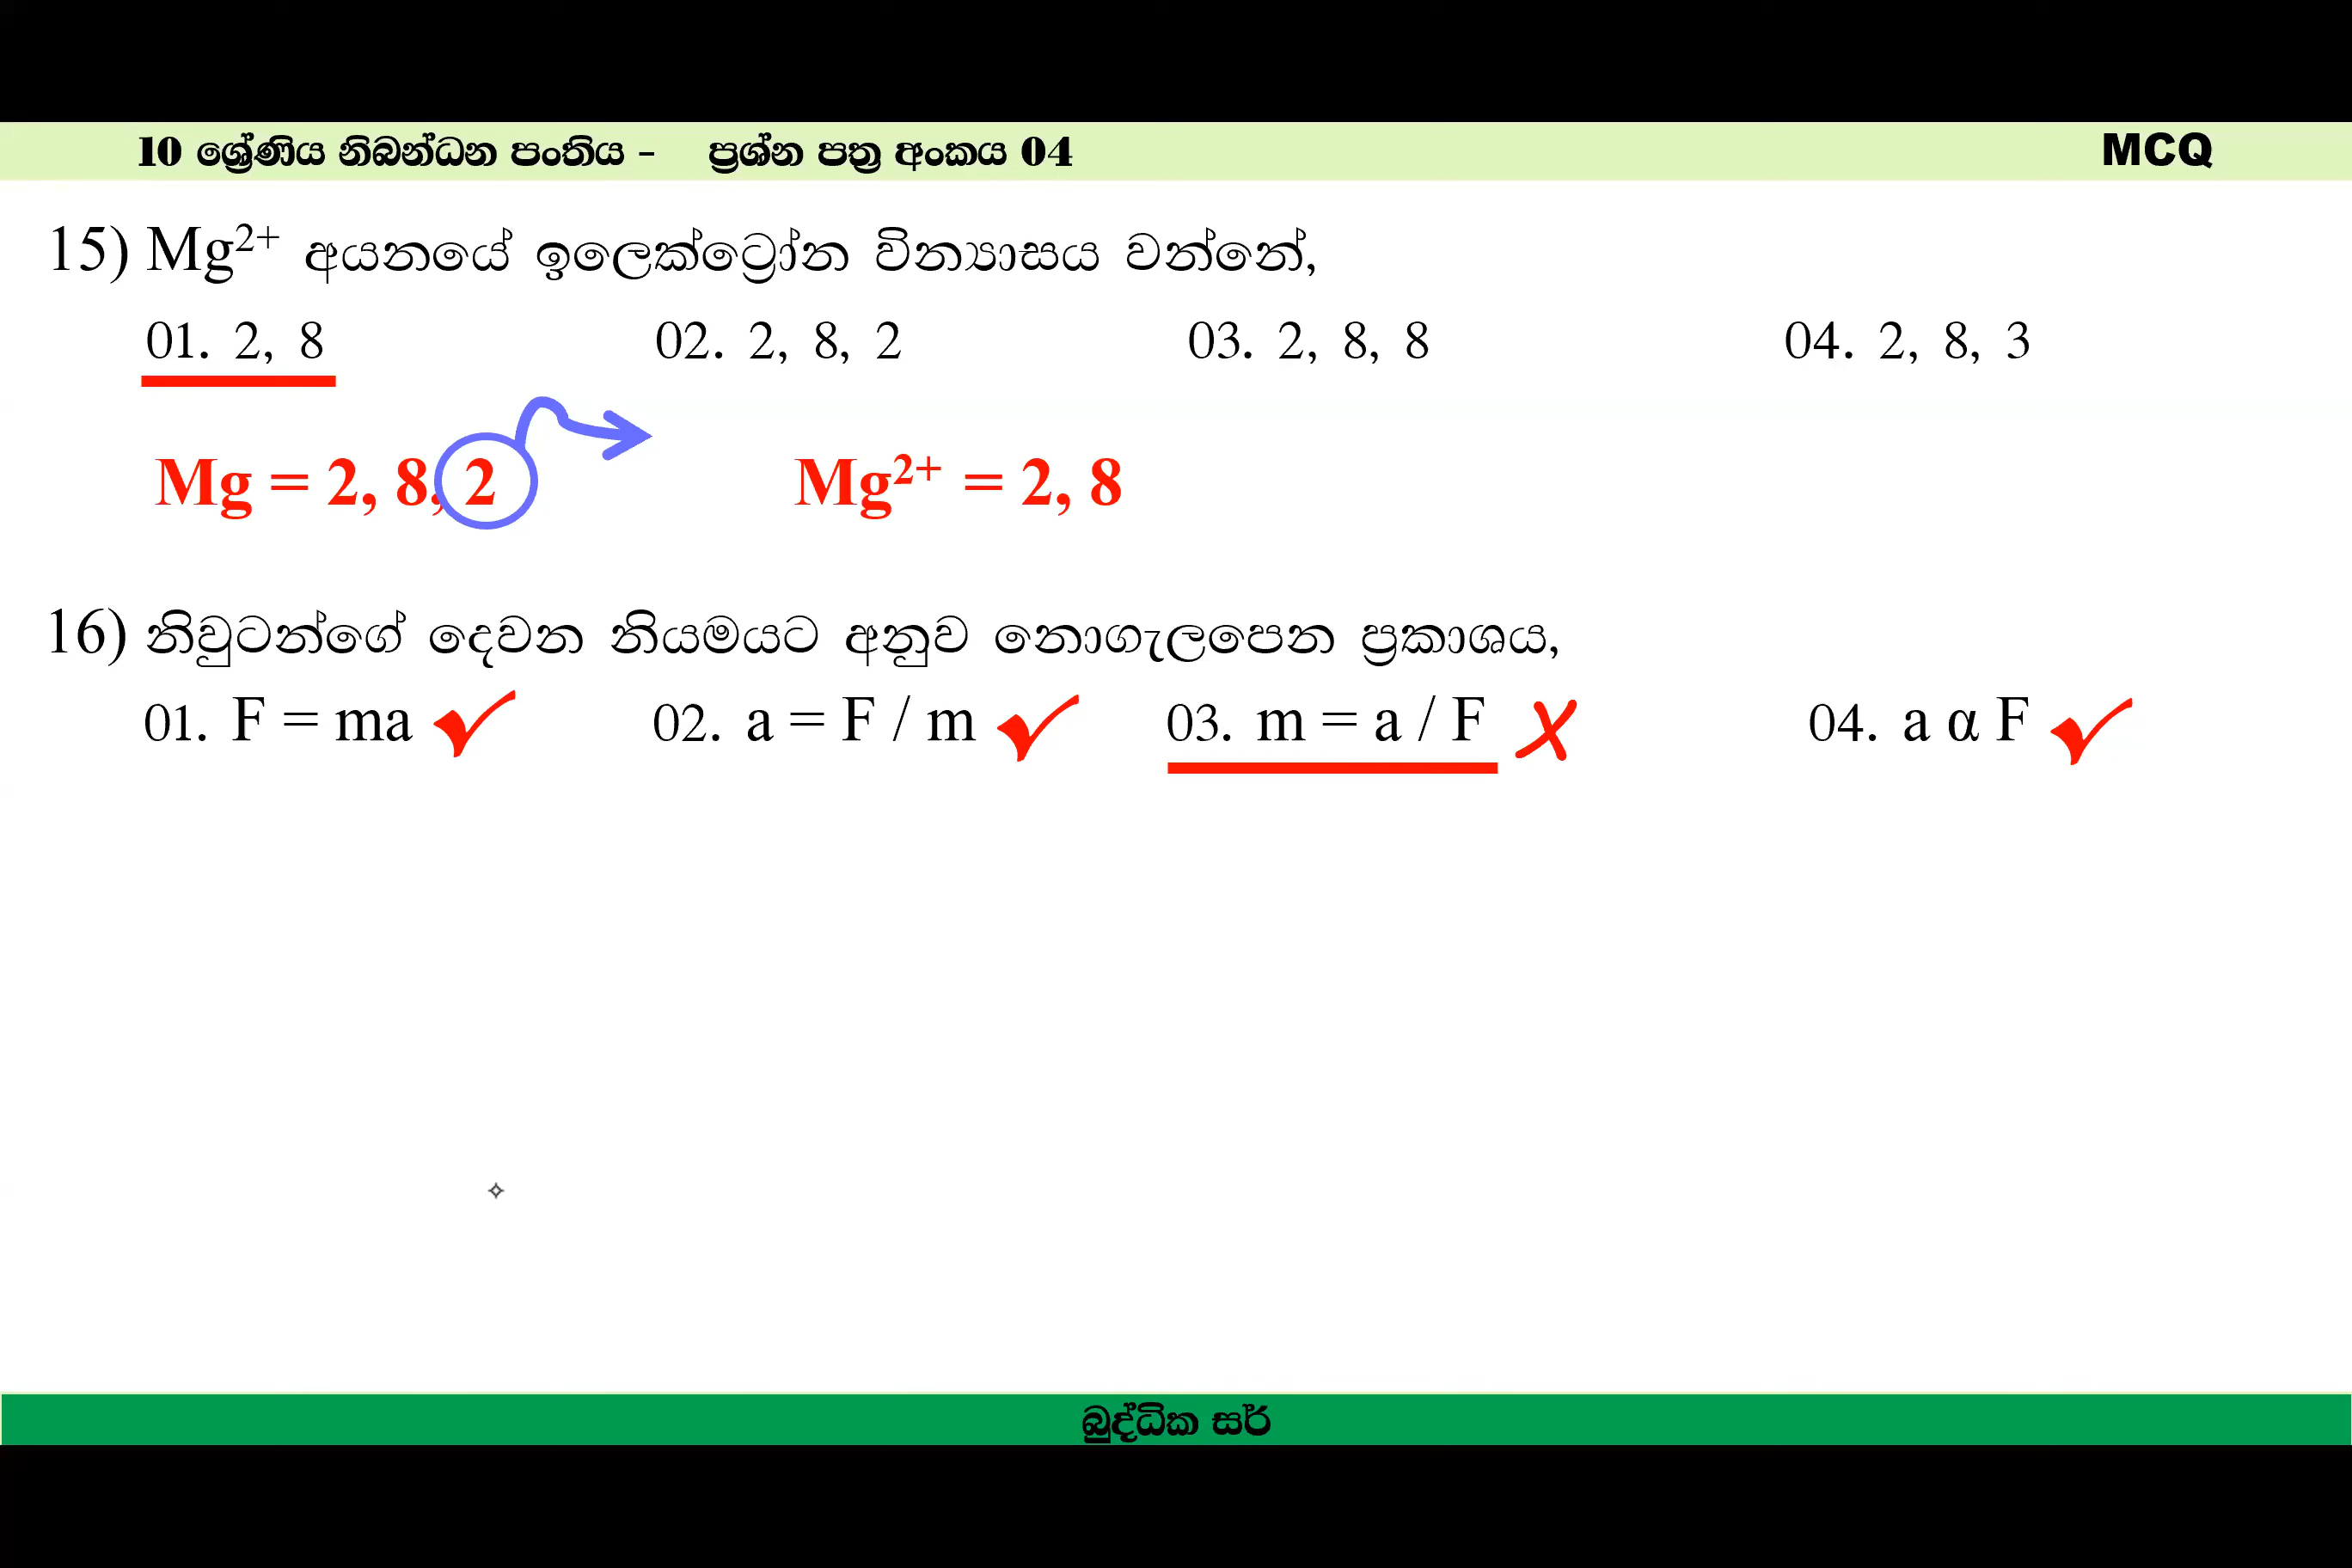 10 ශ්‍රේණිය නිබන්ධන පංතිය - ප්‍රශ්න පත්‍ර අංකය 04 MCQ
15) Mg²⁺ අයනයේ ඉලෙක්ට්‍රෝන වින්‍යාසය වන්නේ,
01. 2, 8 02. 2, 8, 2 03. 2, 8, 8 04. 2, 8, 3
Mg = 2, 8, 2 Mg²⁺ = 2, 8
16) නිවුටන්ගේ දෙවන නියමයට අනුව නොගැලපෙන ප්‍රකාශය,
01. F = ma 02. a = F / m 03. m = a / F 04. a α F
බුද්ධික සර්